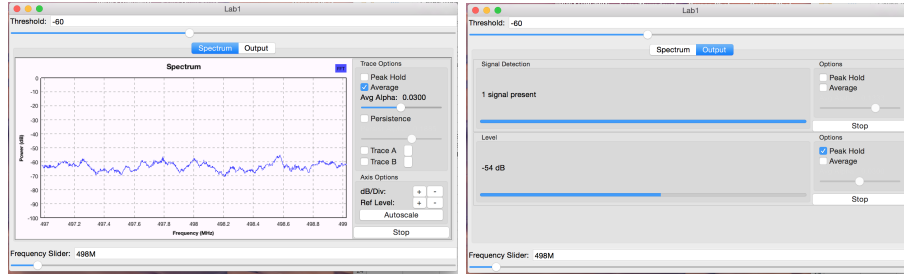 Lab1
Threshold: -60
Spectrum Output
Spectrum
FFT
Power (dB)
0
-10
-20
-30
-40
-50
-60
-70
-80
-90
-100
497 497.2 497.4 497.6 497.8 498 498.2 498.4 498.6 498.8 499
Frequency (MHz)
Trace Options
Peak Hold
Average
Avg Alpha: 0.0300
Persistence
Trace A
Trace B
Axis Options
dB/Div: + -
Ref Level: + -
Autoscale
Stop
Frequency Slider: 498M
Lab1
Threshold: -60
Spectrum Output
Signal Detection
1 signal present
Options
Peak Hold
Average
Stop
Level
-54 dB
Options
Peak Hold
Average
Stop
Frequency Slider: 498M